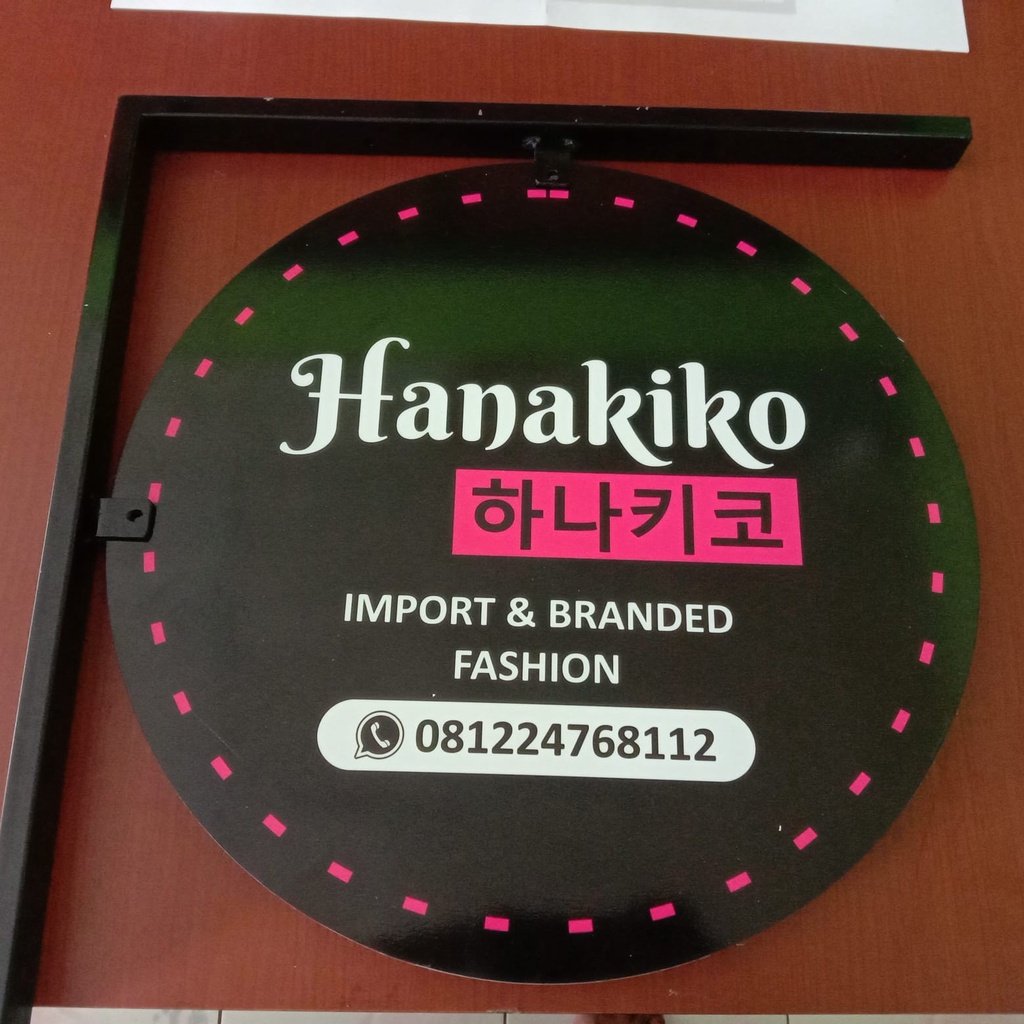 Hanakiko
하나키코
IMPORT & BRANDED
FASHION
081224768112